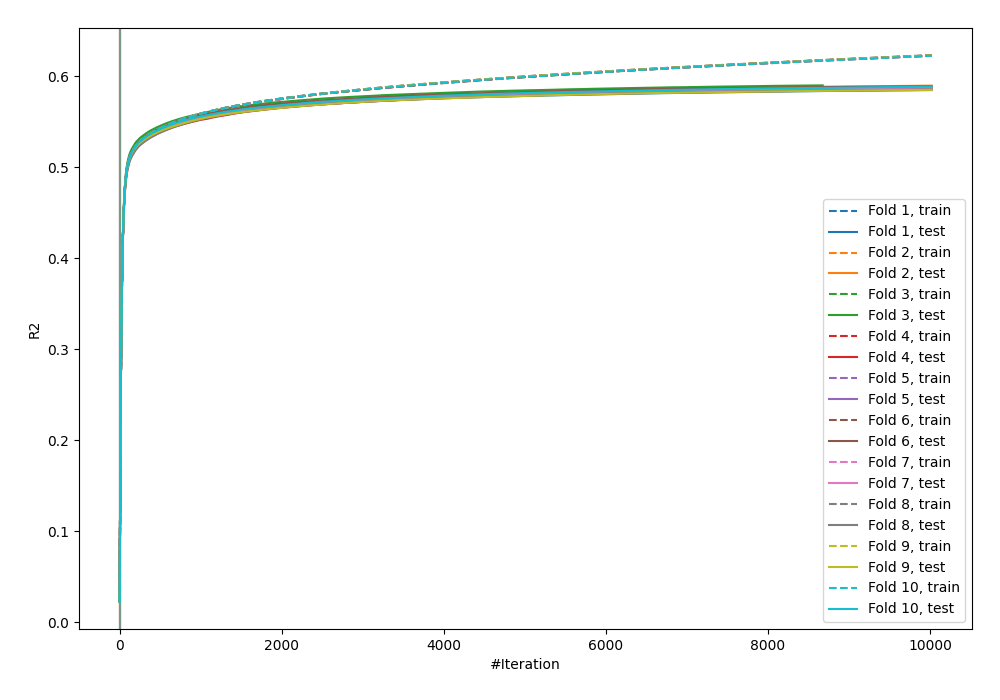 0.6
0.5
0.4
0.3
0.2
0.1
0.0
R2
0
2000
4000
6000
8000
10000
#Iteration
Fold 1, train
Fold 1, test
Fold 2, train
Fold 2, test
Fold 3, train
Fold 3, test
Fold 4, train
Fold 4, test
Fold 5, train
Fold 5, test
Fold 6, train
Fold 6, test
Fold 7, train
Fold 7, test
Fold 8, train
Fold 8, test
Fold 9, train
Fold 9, test
Fold 10, train
Fold 10, test